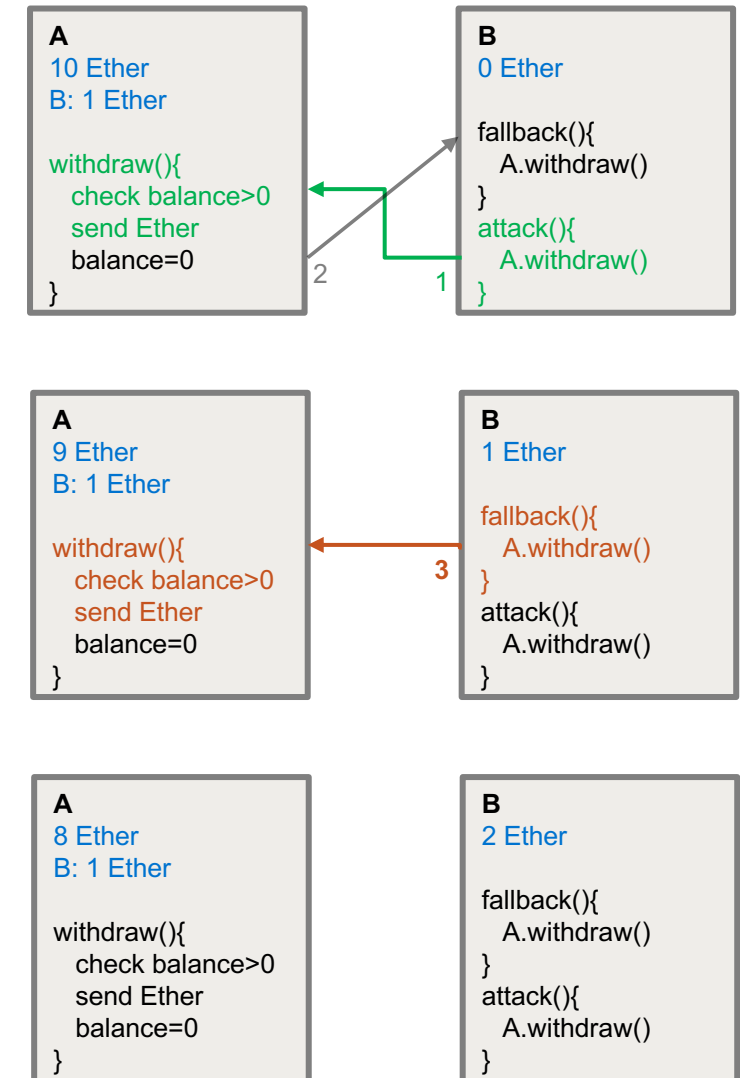 A
10 Ether
B: 1 Ether
withdraw(){
check balance>0
send Ether
balance=0
}
B
0 Ether
fallback(){
A.withdraw()
}
attack(){
A.withdraw()
}
2
1
A
9 Ether
B: 1 Ether
withdraw(){
check balance>0
send Ether
balance=0
}
B
1 Ether
fallback(){
A.withdraw()
}
attack(){
A.withdraw()
}
3
A
8 Ether
B: 1 Ether
withdraw(){
check balance>0
send Ether
balance=0
}
B
2 Ether
fallback(){
A.withdraw()
}
attack(){
A.withdraw()
}